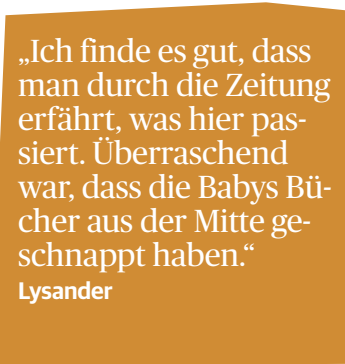 „Ich finde es gut, dass
man durch die Zeitung
erfährt, was hier pas-
siert. Überraschend
war, dass die Babys Bü-
cher aus der Mitte ge-
schnappt haben.“
Lysander